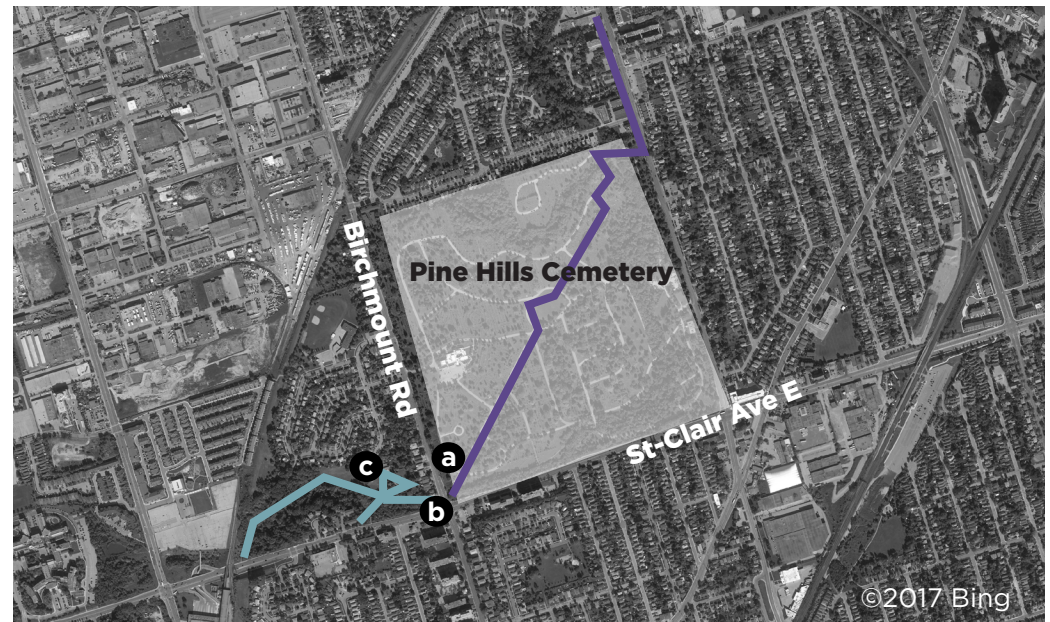 Pine Hills Cemetery
Birchmount Rd
St-Clair Ave E
a
c
b
©2017 Bing